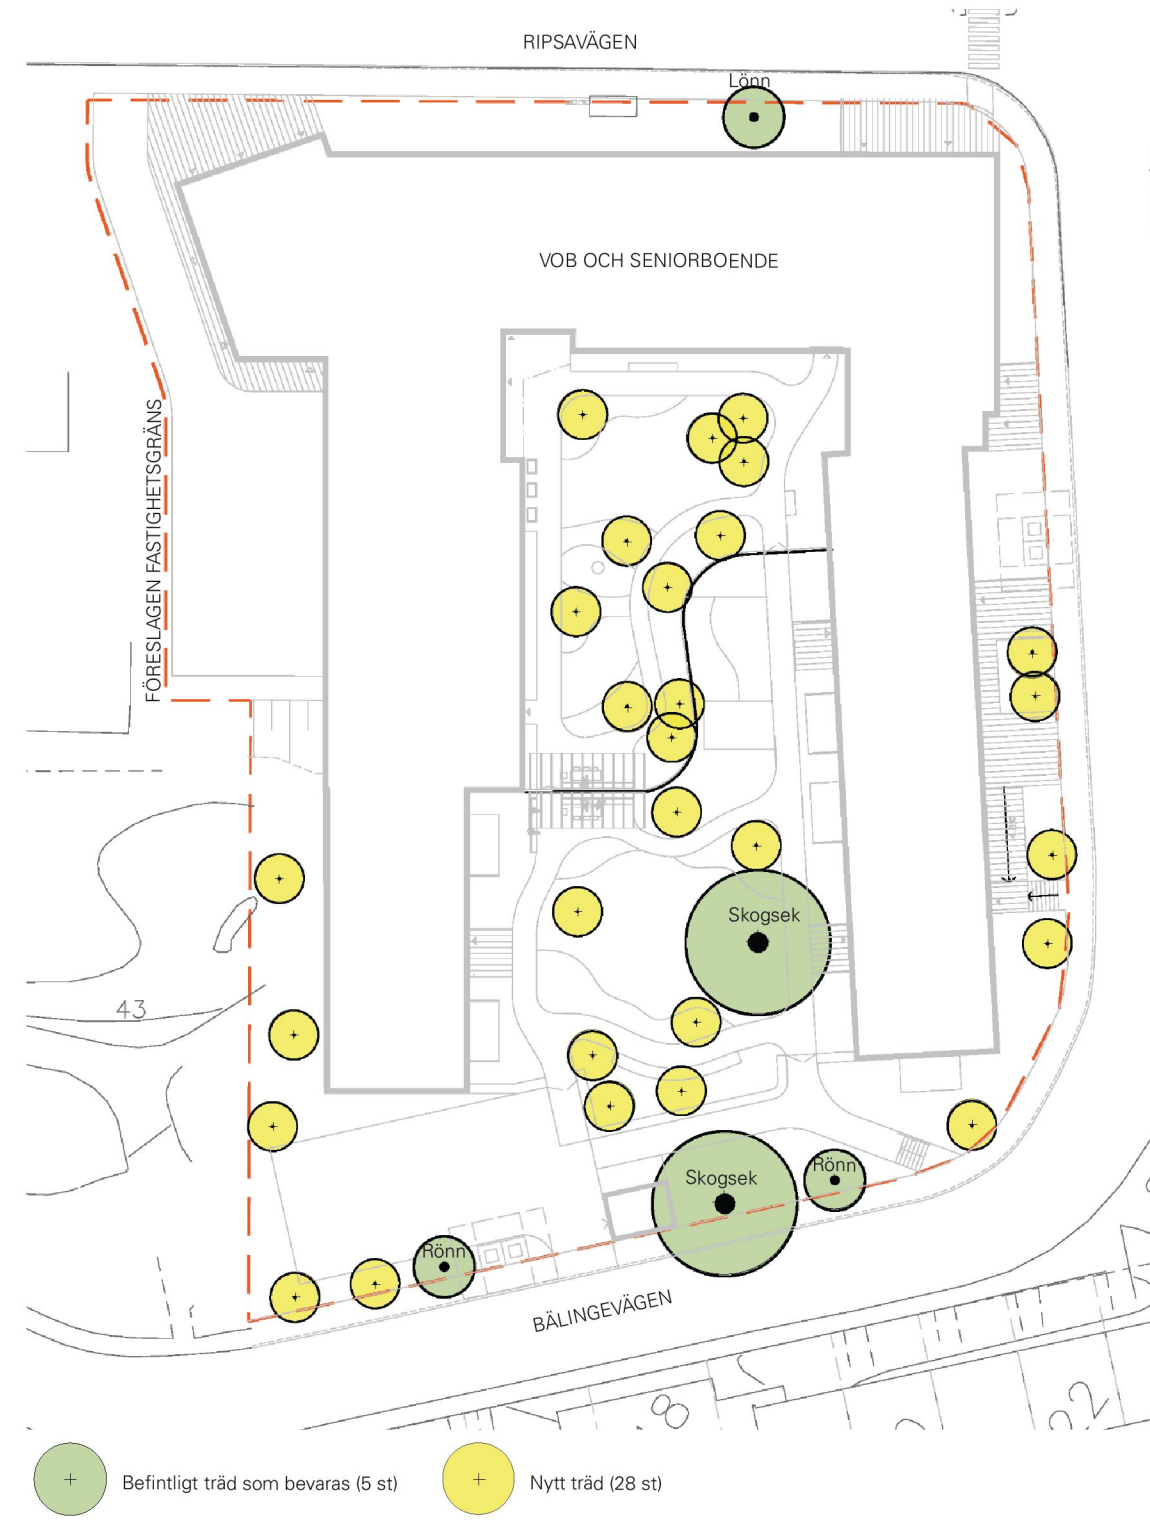 RIPSAVÄGEN
Lönn
VOB OCH SENIORBOENDE
FÖRESLAGEN FASTIGHETSGRÄNS
Skogsek
43
Skogsek
Rönn
Rönn
BÄLINGEVÄGEN
22
Befintligt träd som bevaras (5 st)
Nytt träd (28 st)